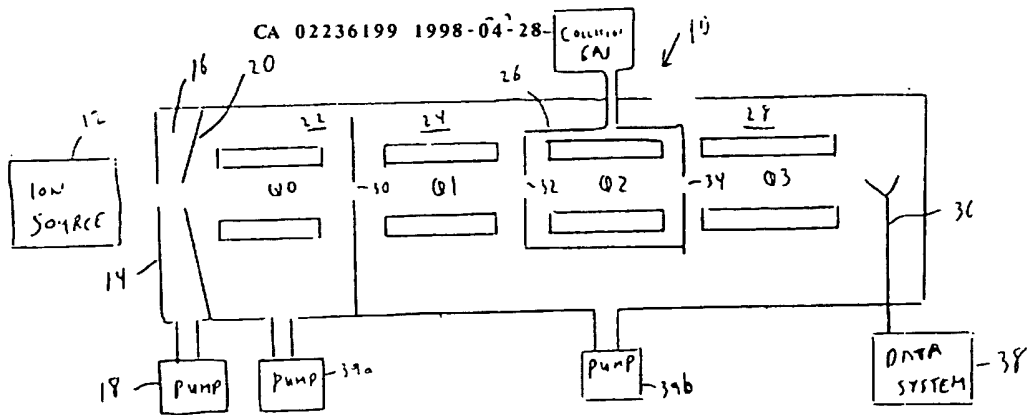 CA 02236199 1998-04-28
COLLISION
GAS
10
16
20
26
12
22
24
28
ION
SOURCE
Q0
30
Q1
32
Q2
34
Q3
36
14
18
PUMP
PUMP
39a
PUMP
39b
DATA
SYSTEM
38